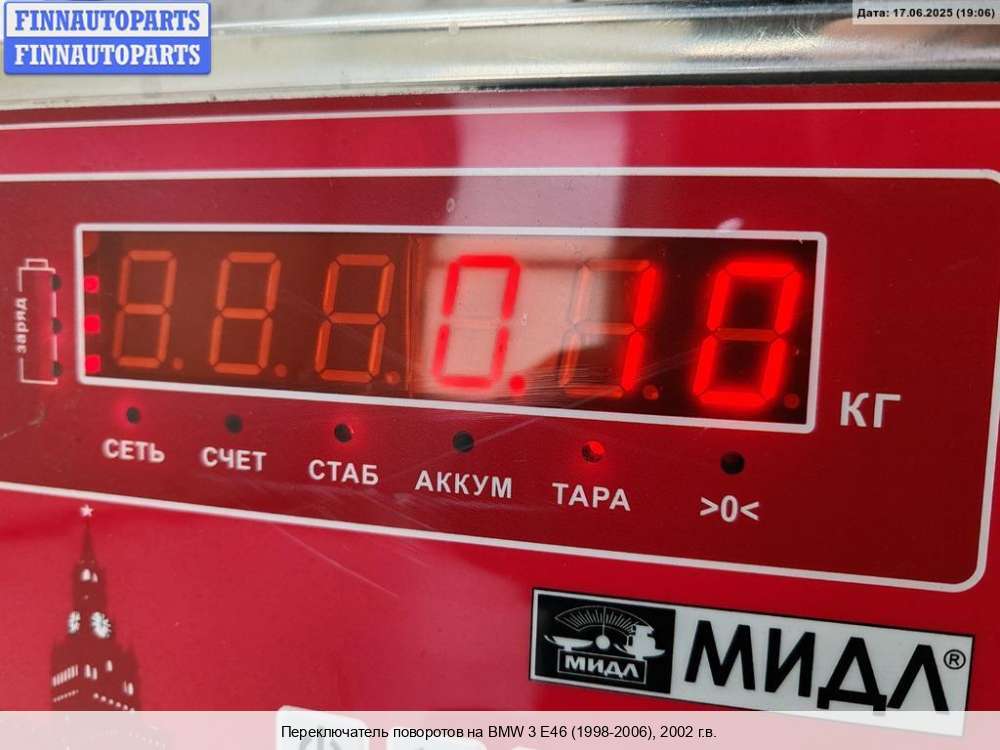 FINNAUTOPARTS
FINNAUTOPARTS
Дата: 17.06.2025 (19:06)
заряд
0.10
КГ
СЕТЬ СЧЕТ СТАБ АККУМ ТАРА >0<
МИДЛ
МИДЛ®
Переключатель поворотов на BMW 3 E46 (1998-2006), 2002 г.в.